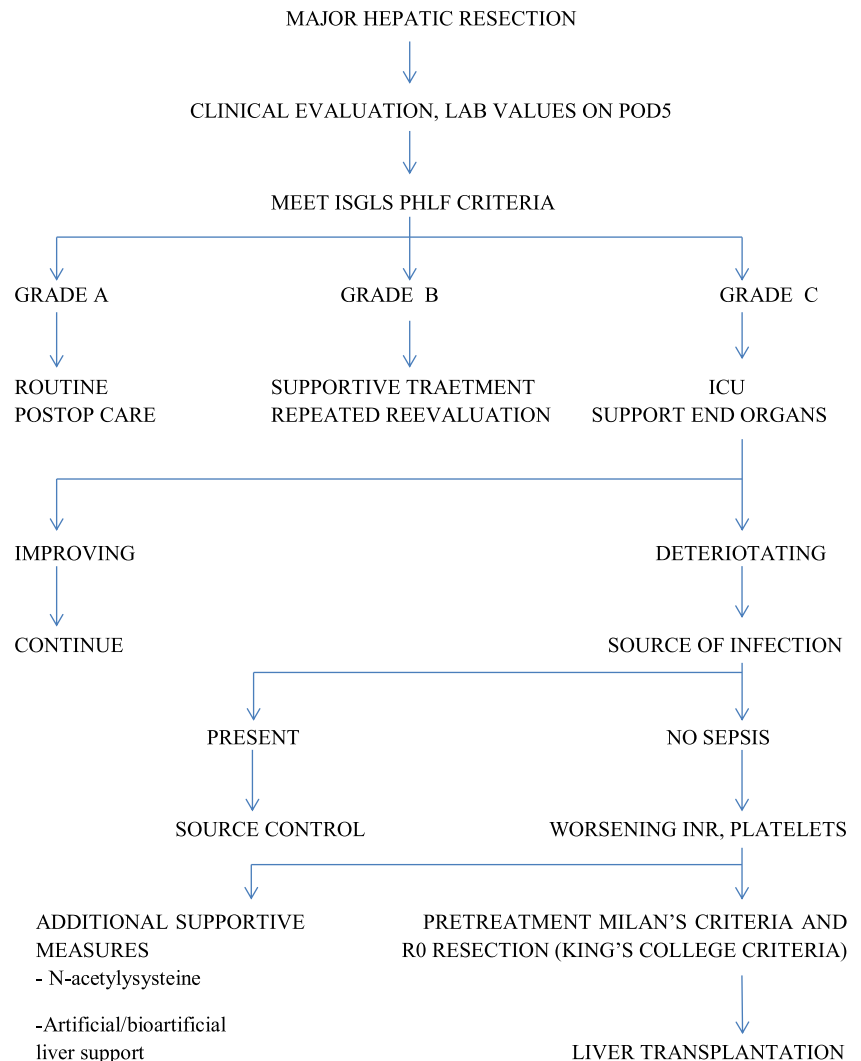 MAJOR HEPATIC RESECTION
CLINICAL EVALUATION, LAB VALUES ON POD5
MEET ISGLS PHLF CRITERIA
GRADE A
GRADE B
GRADE C
ROUTINE
POSTOP CARE
SUPPORTIVE TRAETMENT
REPEATED REEVALUATION
ICU
SUPPORT END ORGANS
IMPROVING
DETERIOTATING
CONTINUE
SOURCE OF INFECTION
PRESENT
NO SEPSIS
SOURCE CONTROL
WORSENING INR, PLATELETS
ADDITIONAL SUPPORTIVE
MEASURES
- N-acetylysteine
-Artificial/bioartificial
liver support
PRETREATMENT MILAN'S CRITERIA AND
R0 RESECTION (KING'S COLLEGE CRITERIA)
LIVER TRANSPLANTATION